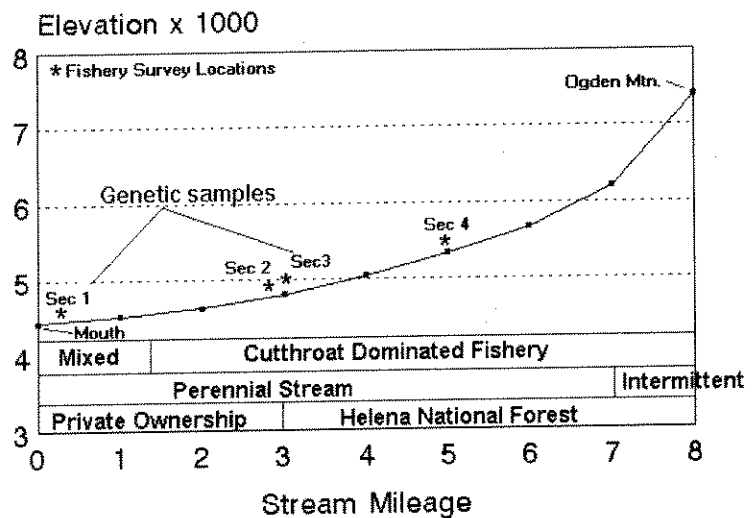 Elevation x 1000
8
* Fishery Survey Locations
Ogden Mtn.
7
Genetic samples
6
Sec 4
*
Sec 2
*
Sec3
*
5
Sec 1
*
Mouth
4
Mixed
Cutthroat Dominated Fishery
Perennial Stream
Intermittent
Private Ownership
Helena National Forest
3
0 1 2 3 4 5 6 7 8
Stream Mileage